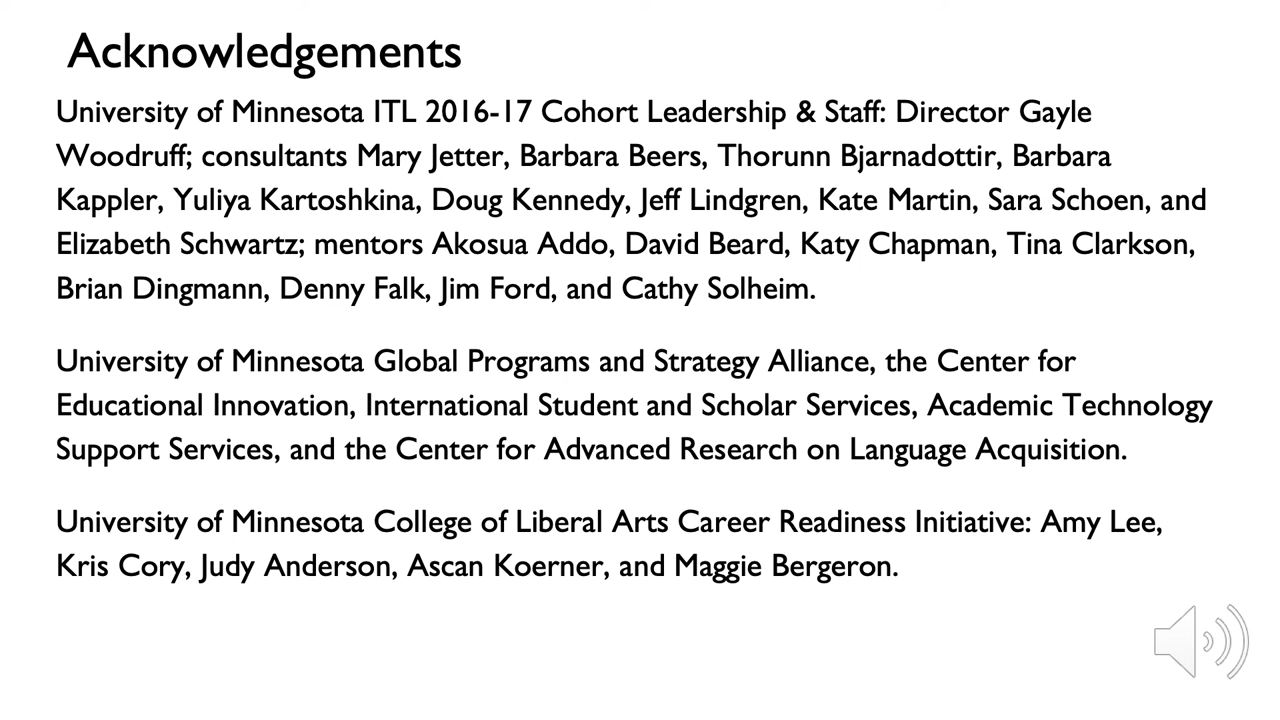 Acknowledgements
University of Minnesota ITL 2016-17 Cohort Leadership & Staff: Director Gayle
Woodruff; consultants Mary Jetter, Barbara Beers, Thorunn Bjarnadottir, Barbara
Kappler, Yuliya Kartoshkina, Doug Kennedy, Jeff Lindgren, Kate Martin, Sara Schoen, and
Elizabeth Schwartz; mentors Akosua Addo, David Beard, Katy Chapman, Tina Clarkson,
Brian Dingmann, Denny Falk, Jim Ford, and Cathy Solheim.
University of Minnesota Global Programs and Strategy Alliance, the Center for
Educational Innovation, International Student and Scholar Services, Academic Technology
Support Services, and the Center for Advanced Research on Language Acquisition.
University of Minnesota College of Liberal Arts Career Readiness Initiative: Amy Lee,
Kris Cory, Judy Anderson, Ascan Koerner, and Maggie Bergeron.